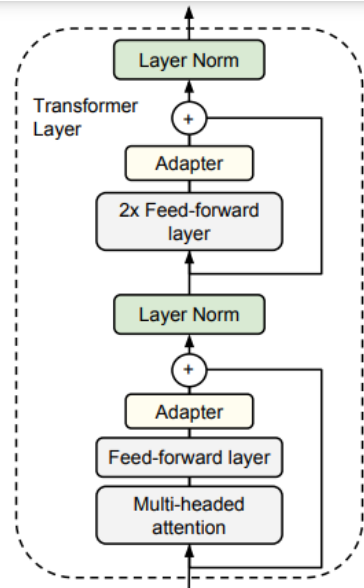 Layer Norm
Transformer
Layer
+
Adapter
2x Feed-forward
layer
Layer Norm
+
Adapter
Feed-forward layer
Multi-headed
attention